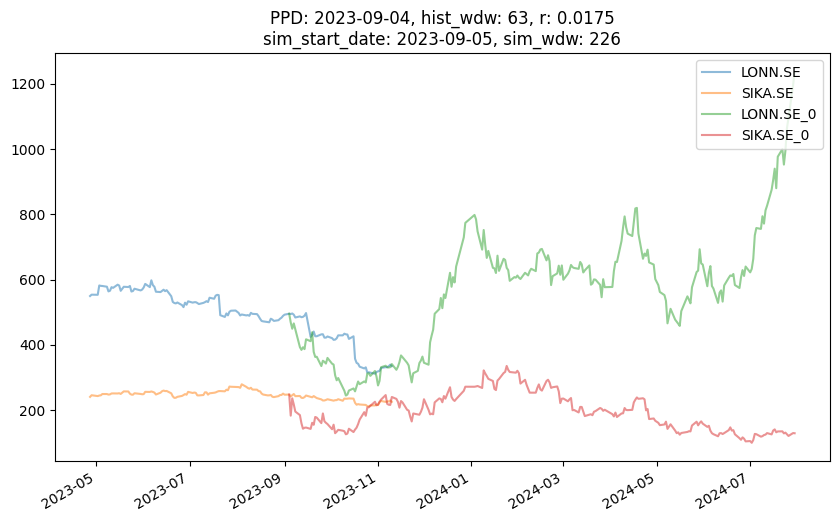 PPD: 2023-09-04, hist_wdw: 63, r: 0.0175
sim_start_date: 2023-09-05, sim_wdw: 226
LONN.SE
SIKA.SE
LONN.SE_0
SIKA.SE_0
1200
1000
800
600
400
200
2023-05
2023-07
2023-09
2023-11
2024-01
2024-03
2024-05
2024-07